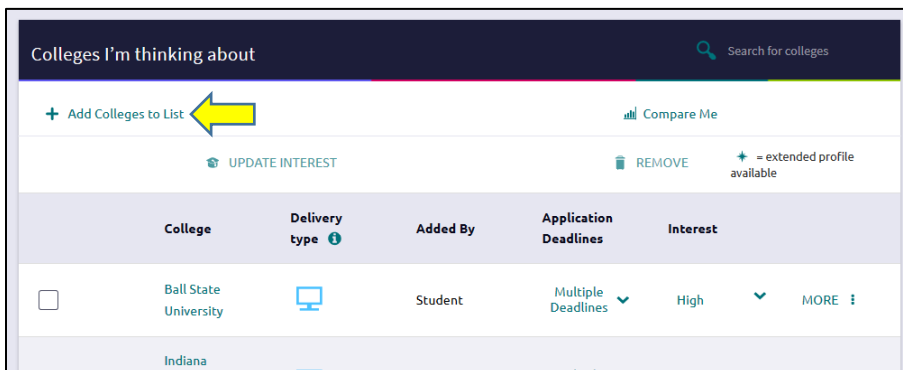 Colleges I'm thinking about
Search for colleges
+ Add Colleges to List
Compare Me
UPDATE INTEREST
REMOVE
= extended profile
available
College
Delivery
type
Added By
Application
Deadlines
Interest
Ball State
University
Student
Multiple
Deadlines
High
MORE
Indiana